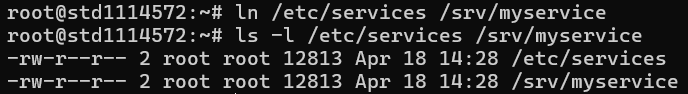 root@std1114572:~# ln /etc/services /srv/myservice
root@std1114572:~# ls -l /etc/services /srv/myservice
-rw-r--r-- 2 root root 12813 Apr 18 14:28 /etc/services
-rw-r--r-- 2 root root 12813 Apr 18 14:28 /srv/myservice